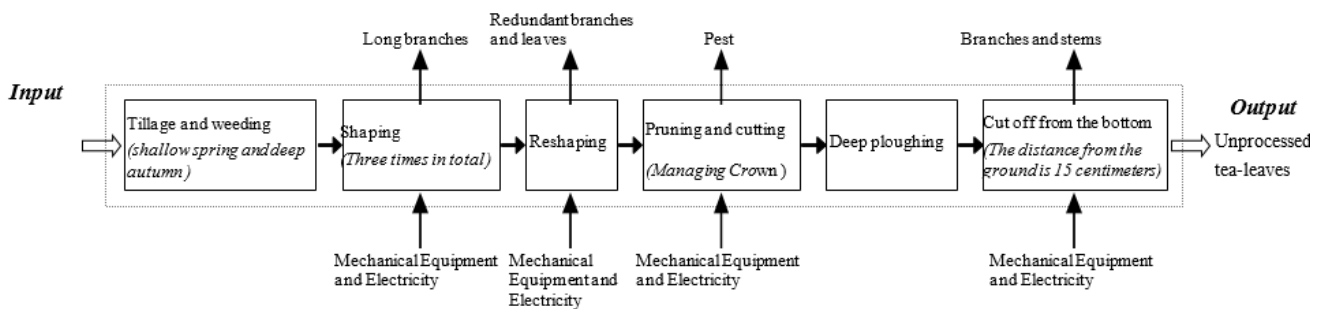 Long branches
Redundant branches
and leaves
Pest
Branches and stems
Input
Tillage and weeding
(shallow spring and deep
autumn)
Shaping
(Three times in total)
Reshaping
Pruning and cutting
(Managing Crown)
Deep ploughing
Cut off from the bottom
(The distance from the
ground is 15 centimeters)
Output
Unprocessed
tea-leaves
Mechanical Equipment
and Electricity
Mechanical
Equipment and
Electricity
Mechanical Equipment
and Electricity
Mechanical Equipment
and Electricity